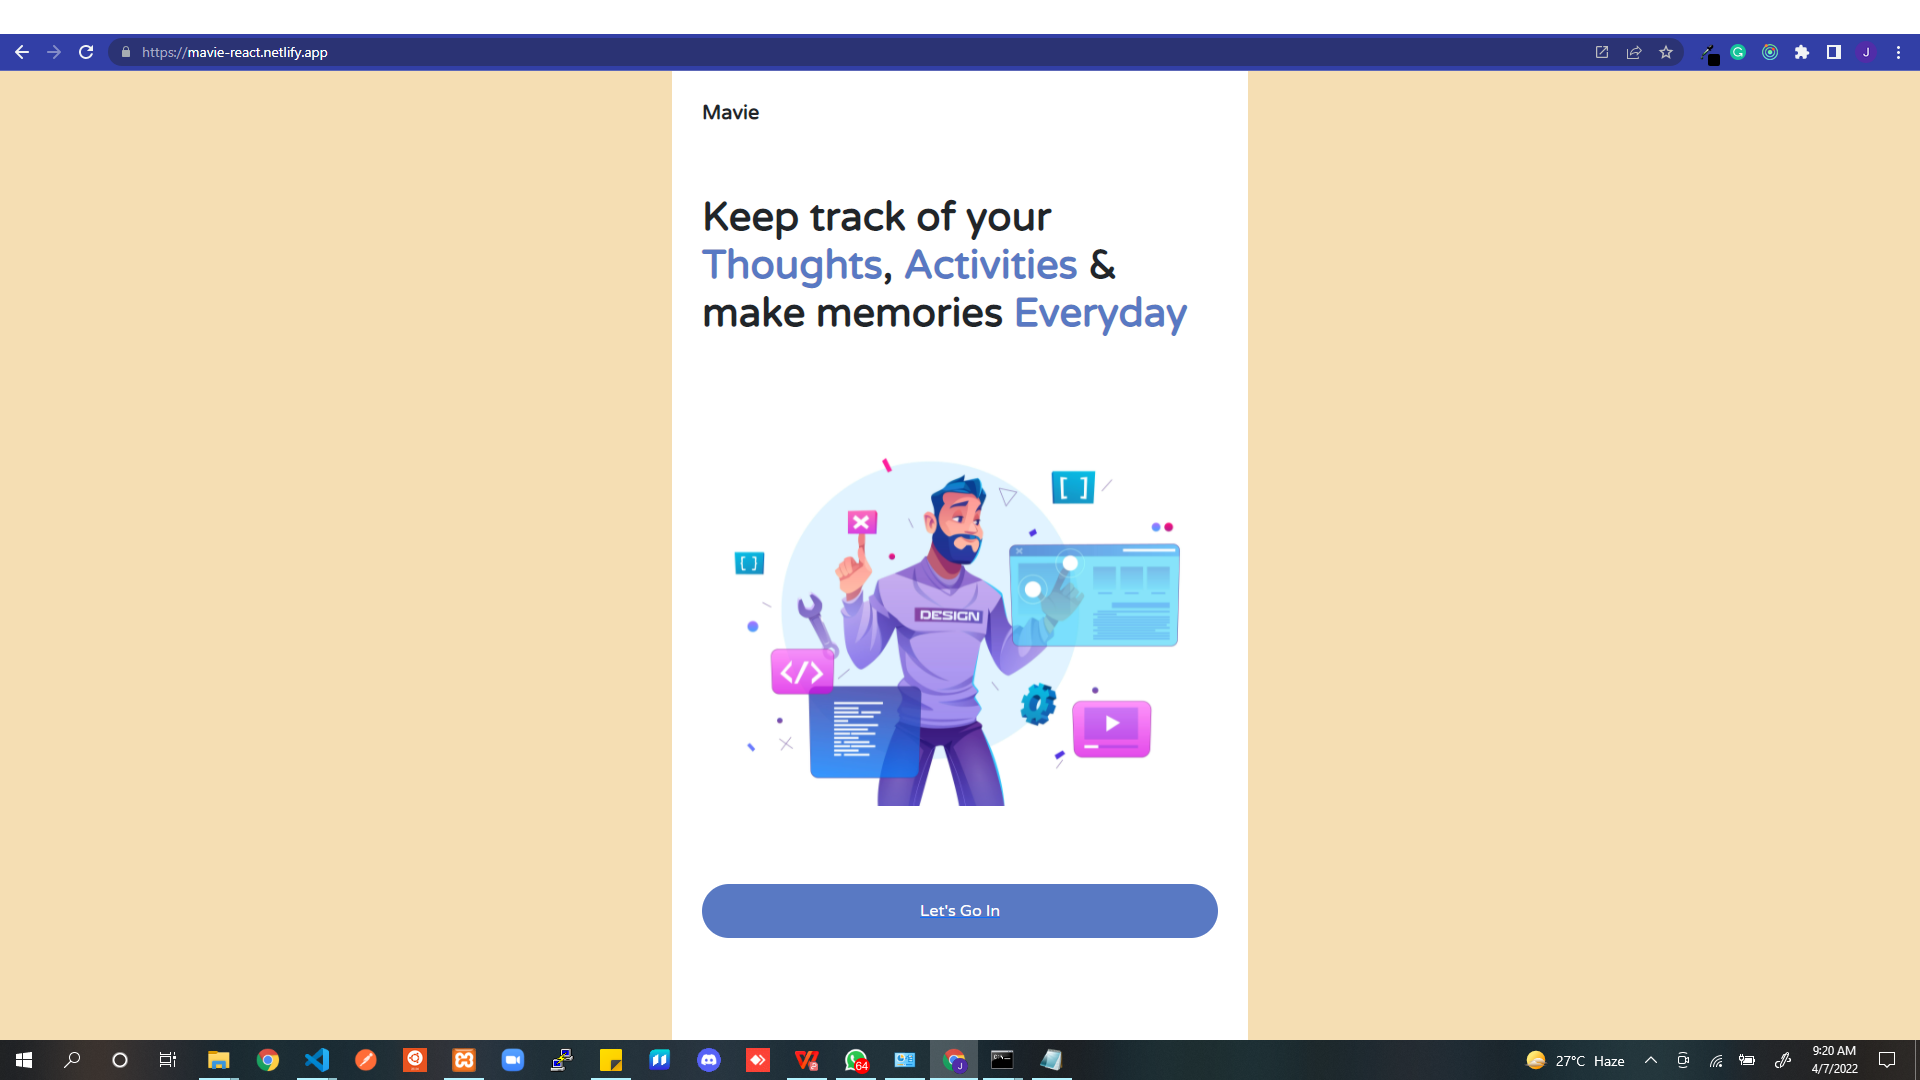 https://mavie-react.netlify.app
J
Mavie
Keep track of your
Thoughts, Activities &
make memories Everyday
[ ]
{ }
DESIGN
</>
Let's Go In
64
J
27°C Haze
9:20 AM
4/7/2022